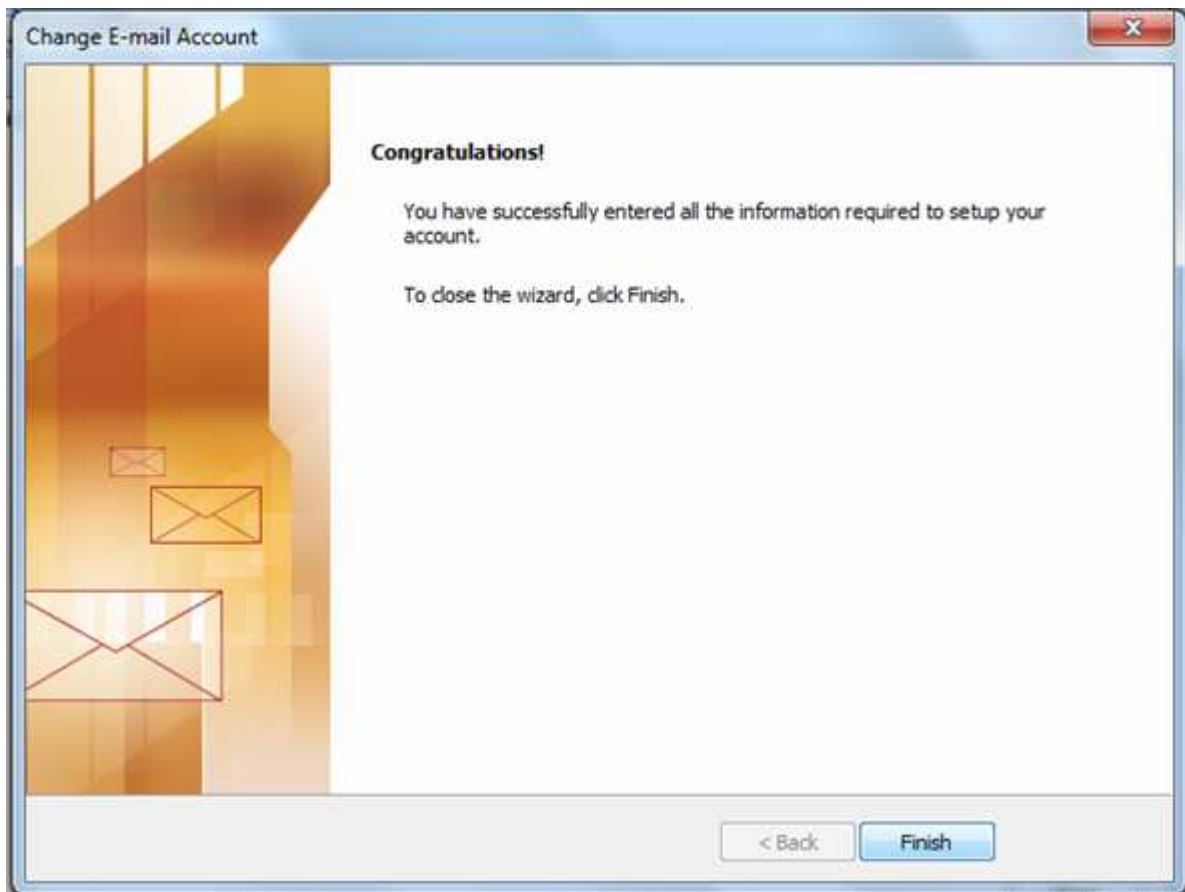 Change E-mail Account
Congratulations!
You have successfully entered all the information required to setup your
account.
To close the wizard, click Finish.
< Back
Finish